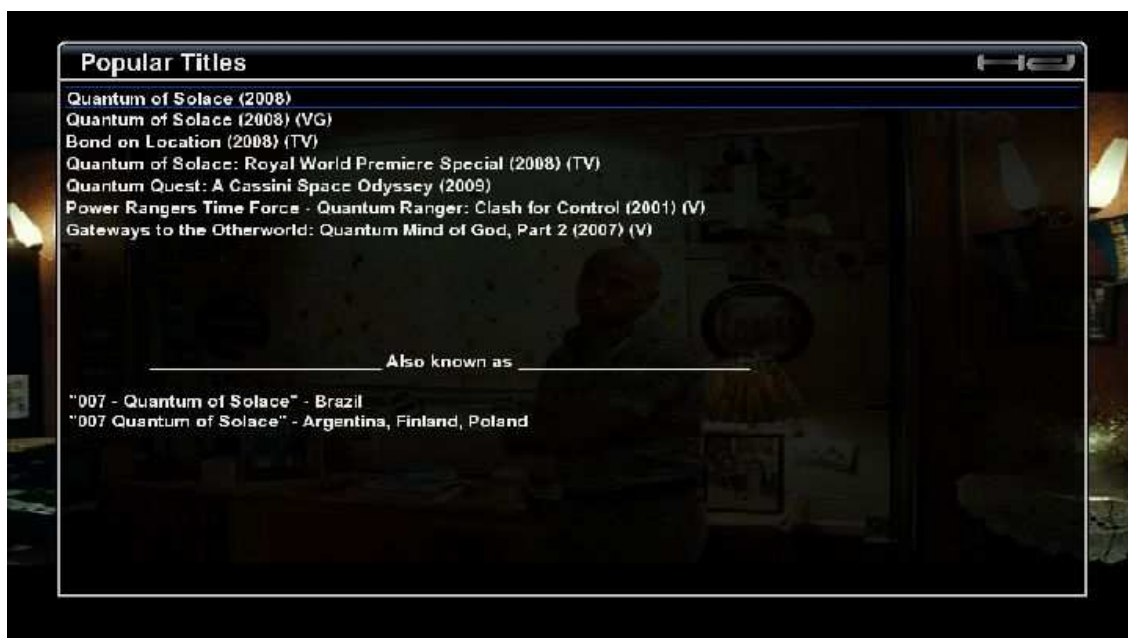 Popular Titles
Quantum of Solace (2008)
Quantum of Solace (2008) (VG)
Bond on Location (2008) (TV)
Quantum of Solace: Royal World Premiere Special (2008) (TV)
Quantum Quest: A Cassini Space Odyssey (2009)
Power Rangers Time Force - Quantum Ranger: Clash for Control (2001) (V)
Gateways to the Otherworld: Quantum Mind of God, Part 2 (2007) (V)
Also known as
"007 - Quantum of Solace" - Brazil
"007 Quantum of Solace" - Argentina, Finland, Poland